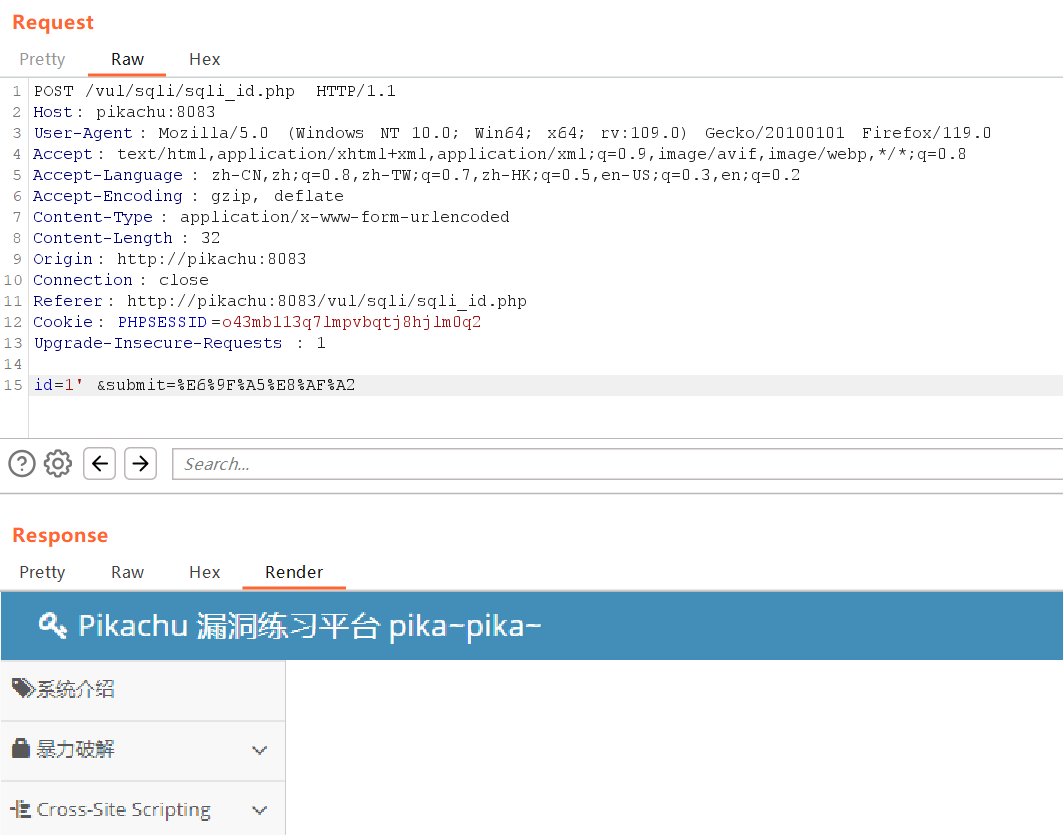 Request
Pretty Raw Hex
1 POST /vul/sqli/sqli_id.php HTTP/1.1
2 Host: pikachu:8083
3 User-Agent: Mozilla/5.0 (Windows NT 10.0; Win64; x64; rv:109.0) Gecko/20100101 Firefox/119.0
4 Accept: text/html,application/xhtml+xml,application/xml;q=0.9,image/avif,image/webp,*/*;q=0.8
5 Accept-Language: zh-CN,zh;q=0.8,zh-TW;q=0.7,zh-HK;q=0.5,en-US;q=0.3,en;q=0.2
6 Accept-Encoding: gzip, deflate
7 Content-Type: application/x-www-form-urlencoded
8 Content-Length: 32
9 Origin: http://pikachu:8083
10 Connection: close
11 Referer: http://pikachu:8083/vul/sqli/sqli_id.php
12 Cookie: PHPSESSID=o43mb113q7lmpvbqtj8hjlm0q2
13 Upgrade-Insecure-Requests: 1
14
15 id=1' &submit=%E6%9F%A5%E8%AF%A2
Search...
Response
Pretty Raw Hex Render
Pikachu 漏洞练习平台 pika~pika~
系统介绍
暴力破解
Cross-Site Scripting